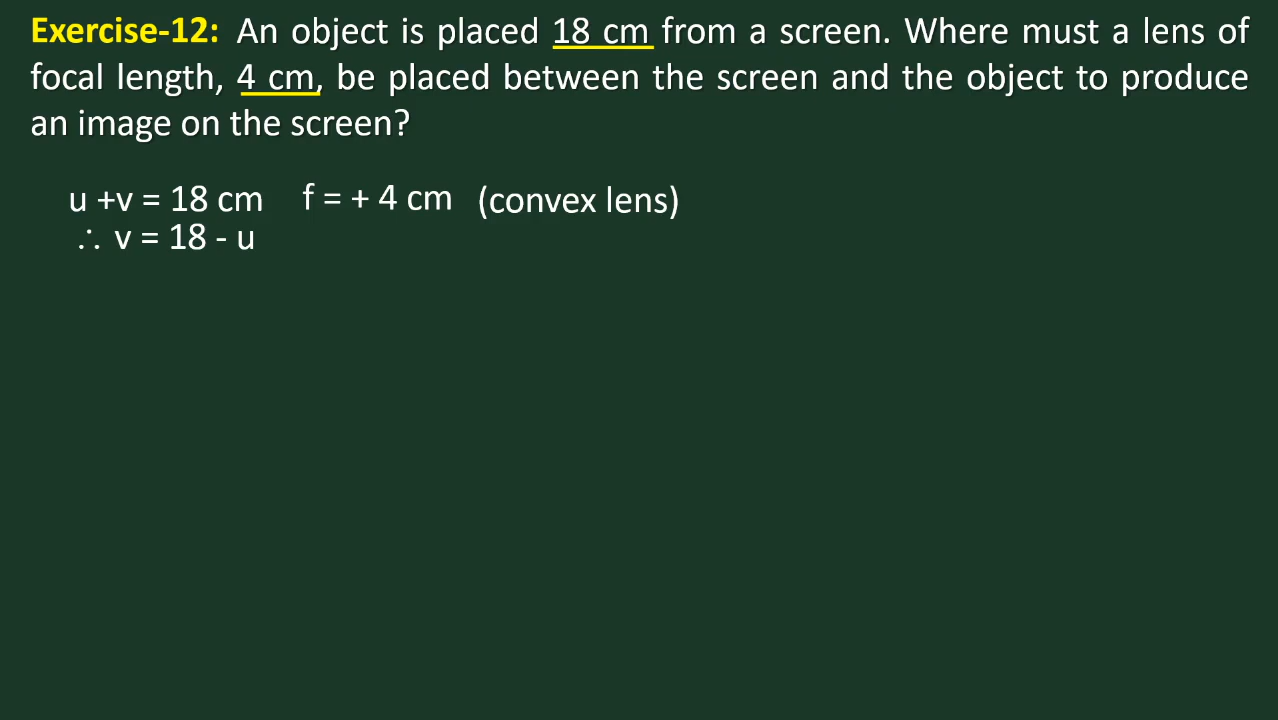 Exercise-12: An object is placed 18 cm from a screen. Where must a lens of
focal length, 4 cm, be placed between the screen and the object to produce
an image on the screen?
u +v = 18 cm f = + 4 cm (convex lens)
∴ v = 18 - u